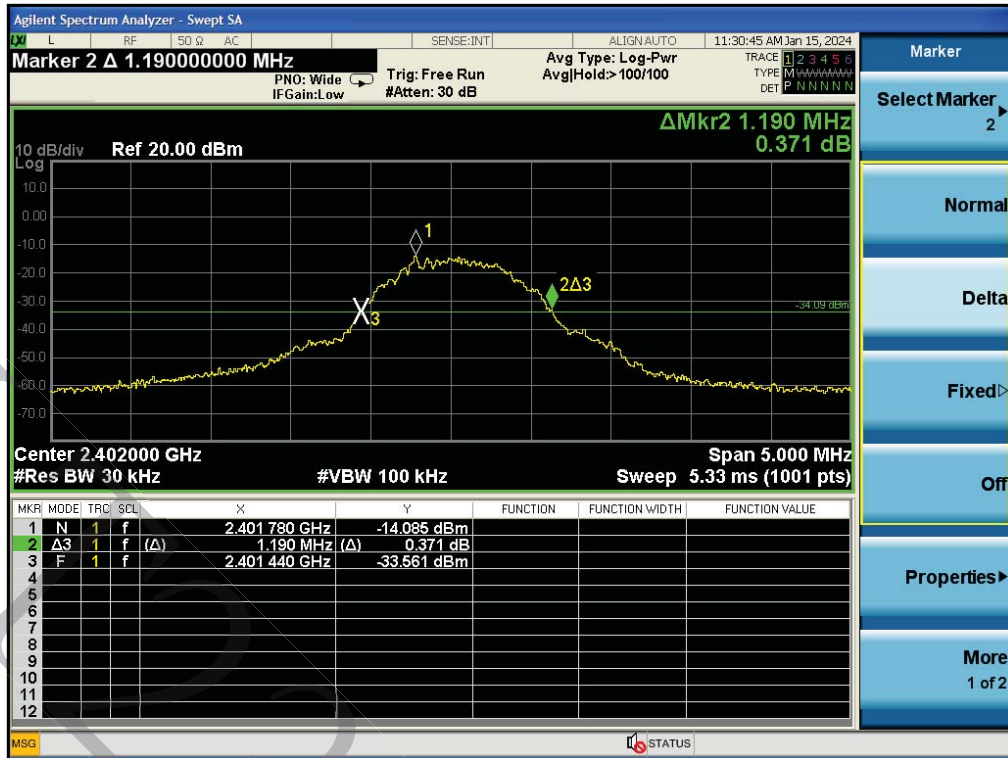 Agilent Spectrum Analyzer - Swept SA
LXI L RF 50 Ω AC SENSE:INT ALIGN AUTO 11:30:45 AM Jan 15, 2024
Marker 2 Δ 1.190000000 MHz
PNO: Wide
IFGain:Low
Trig: Free Run
#Atten: 30 dB
Avg Type: Log-Pwr
Avg|Hold:>100/100
TRACE 1 2 3 4 5 6
TYPE M WWWWW
DET P N N N N N
ΔMkr2 1.190 MHz
0.371 dB
10 dB/div Ref 20.00 dBm
Log
10.0
0.00
-10.0
-20.0
-30.0
-40.0
-50.0
-60.0
-70.0
1
2Δ3
3
-34.09 dBm
Center 2.402000 GHz Span 5.000 MHz
#Res BW 30 kHz #VBW 100 kHz Sweep 5.33 ms (1001 pts)
MKR MODE TRC SCL X Y FUNCTION FUNCTION WIDTH FUNCTION VALUE
1 N 1 f 2.401 780 GHz -14.085 dBm
2 Δ3 1 f (Δ) 1.190 MHz (Δ) 0.371 dB
3 F 1 f 2.401 440 GHz -33.561 dBm
4
5
6
7
8
9
10
11
12
MSG STATUS
Marker
Select Marker
2
Normal
Delta
Fixed
Off
Properties
More
1 of 2